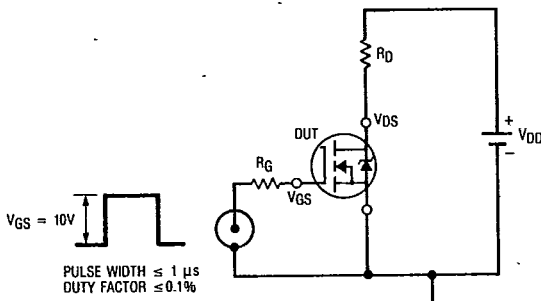 RD
VDS
DUT
+
VDD
−
RG
VGS
VGS = 10V
PULSE WIDTH ≤ 1 μs
DUTY FACTOR ≤ 0.1%